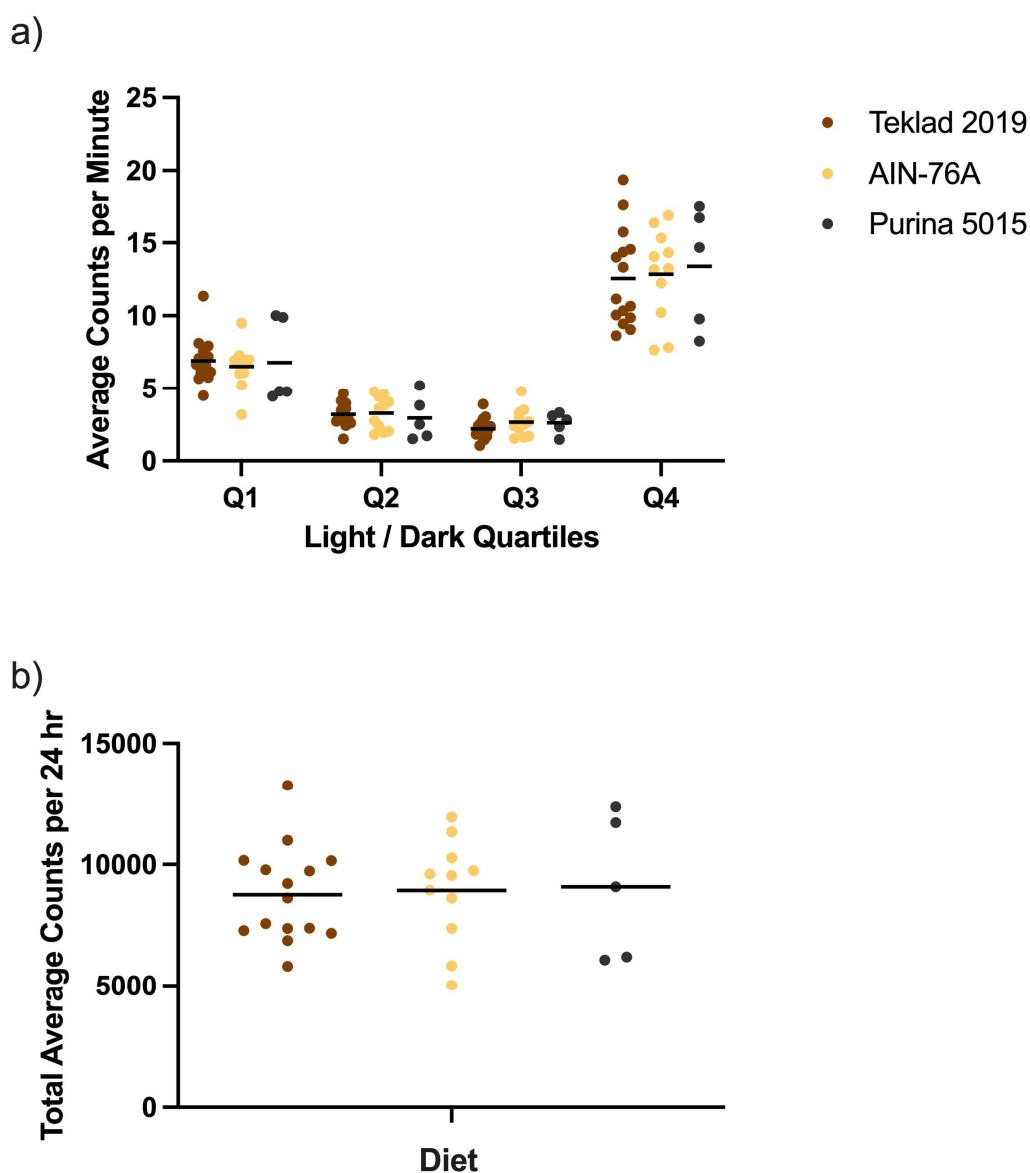 a)
Average Counts per Minute
25
20
15
10
5
0
Q1 Q2 Q3 Q4
Light / Dark Quartiles
Teklad 2019
AIN-76A
Purina 5015
b)
Total Average Counts per 24 hr
15000
10000
5000
0
Diet